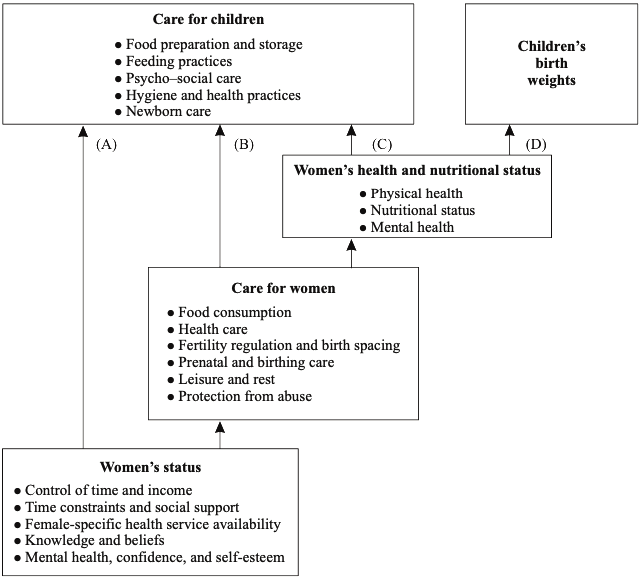 Care for children
● Food preparation and storage
● Feeding practices
● Psycho–social care
● Hygiene and health practices
● Newborn care
Children’s
birth
weights
(A)
(B)
(C)
(D)
Women’s health and nutritional status
● Physical health
● Nutritional status
● Mental health
Care for women
● Food consumption
● Health care
● Fertility regulation and birth spacing
● Prenatal and birthing care
● Leisure and rest
● Protection from abuse
Women’s status
● Control of time and income
● Time constraints and social support
● Female-specific health service availability
● Knowledge and beliefs
● Mental health, confidence, and self-esteem